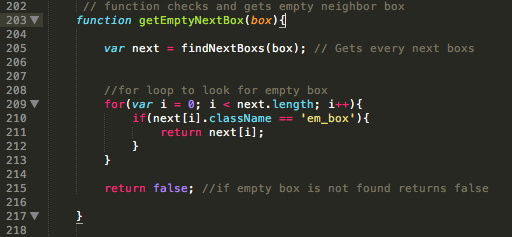 202 // function checks and gets empty neighbor box
203 function getEmptyNextBox(box){
204
205 var next = findNextBoxs(box); // Gets every next boxs
206
207
208 //for loop to look for empty box
209 for(var i = 0; i < next.length; i++){
210 if(next[i].className == 'em_box'){
211 return next[i];
212 }
213 }
214
215 return false; //if empty box is not found returns false
216
217 }
218